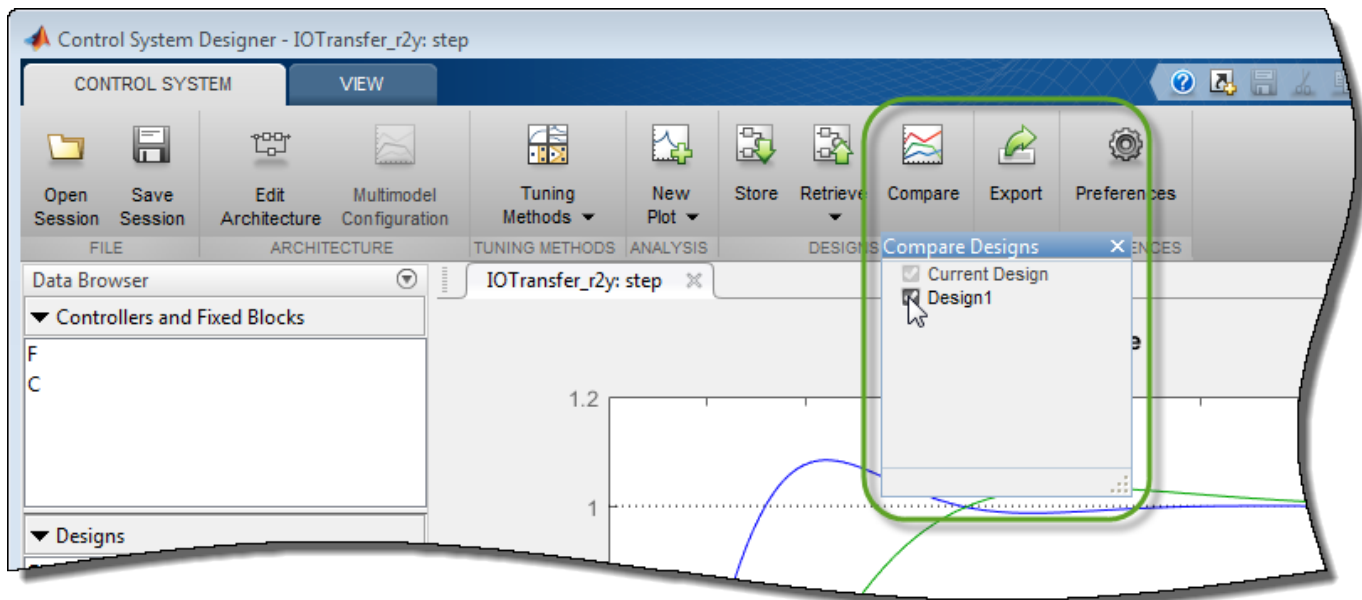 Control System Designer - IOTransfer_r2y: step
CONTROL SYSTEM VIEW
Open Session
Save Session
Edit Architecture
Multimodel Configuration
Tuning Methods
New Plot
Store
Retrieve
Compare
Export
Preferences
FILE
ARCHITECTURE
TUNING METHODS
ANALYSIS
DESIGNS
ENCES
Compare Designs
Current Design
Design1
Data Browser
IOTransfer_r2y: step
Controllers and Fixed Blocks
F
C
Designs
e
1.2
1